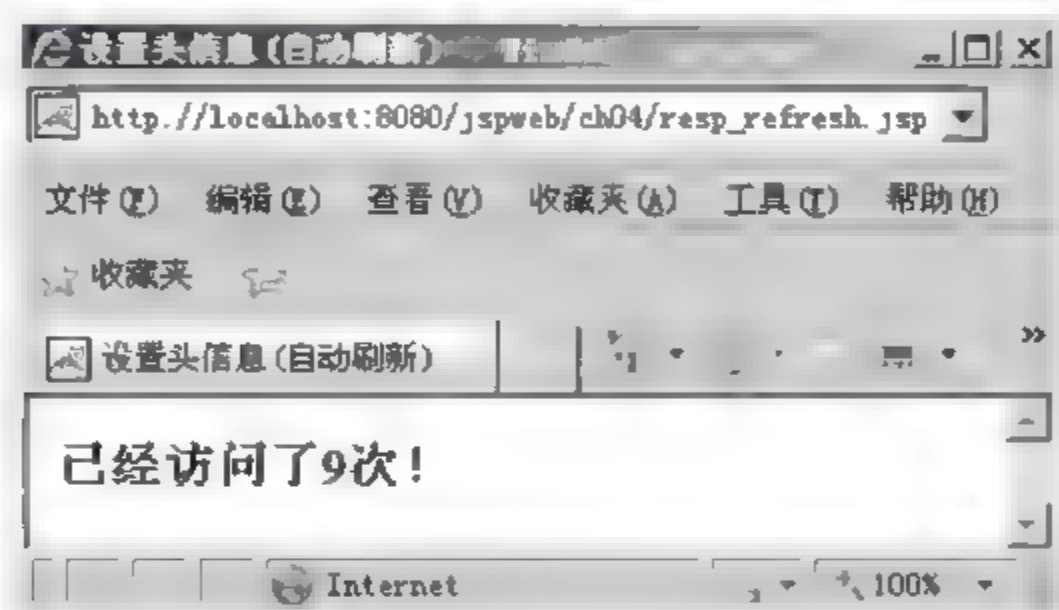 设置头信息(自动刷新)
http://localhost:8080/jspweb/ch04/resp_refresh.jsp
文件(F) 编辑(E) 查看(V) 收藏夹(A) 工具(T) 帮助(H)
收藏夹
设置头信息(自动刷新)
»
已经访问了9次!
Internet 100%